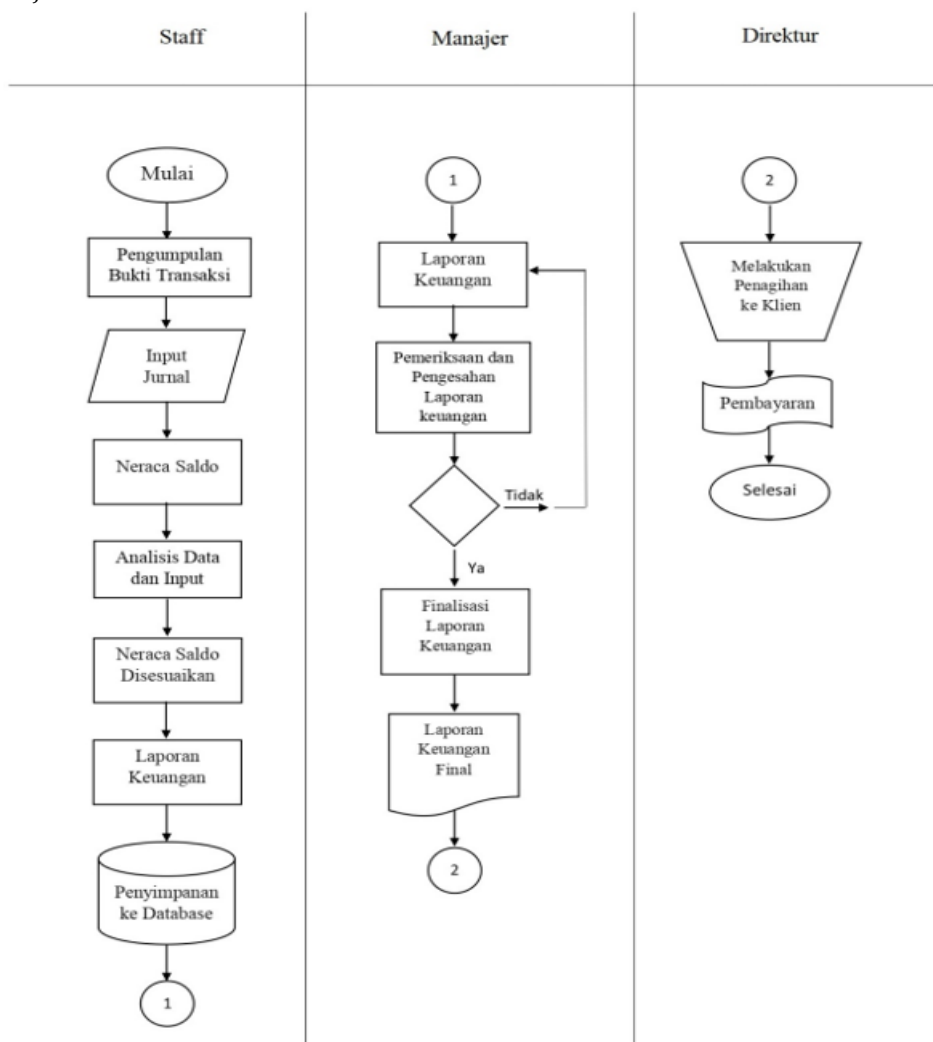 Staff
Manajer
Direktur
Mulai
Pengumpulan
Bukti Transaksi
Input
Jurnal
Neraca Saldo
Analisis Data
dan Input
Neraca Saldo
Disesuaikan
Laporan
Keuangan
Penyimpanan
ke Database
1
1
Laporan
Keuangan
Pemeriksaan dan
Pengesahan
Laporan
keuangan
Tidak
Ya
Finalisasi
Laporan
Keuangan
Laporan
Keuangan
Final
2
2
Melakukan
Penagihan
ke Klien
Pembayaran
Selesai